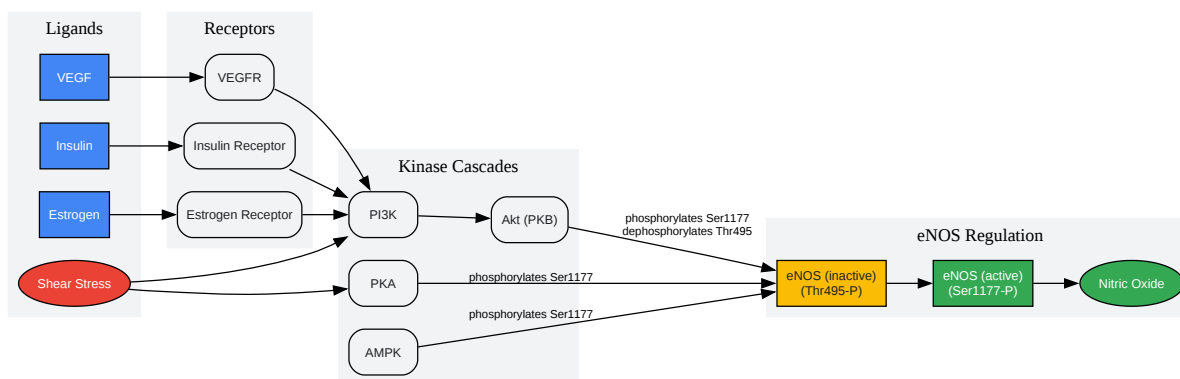 Ligands
Receptors
VEGF
VEGFR
Insulin
Insulin Receptor
Kinase Cascades
Estrogen
Estrogen Receptor
PI3K
Akt (PKB)
phosphorylates Ser1177
dephosphorylates Thr495
eNOS Regulation
Shear Stress
PKA
phosphorylates Ser1177
eNOS (inactive)
(Thr495-P)
eNOS (active)
(Ser1177-P)
Nitric Oxide
phosphorylates Ser1177
AMPK